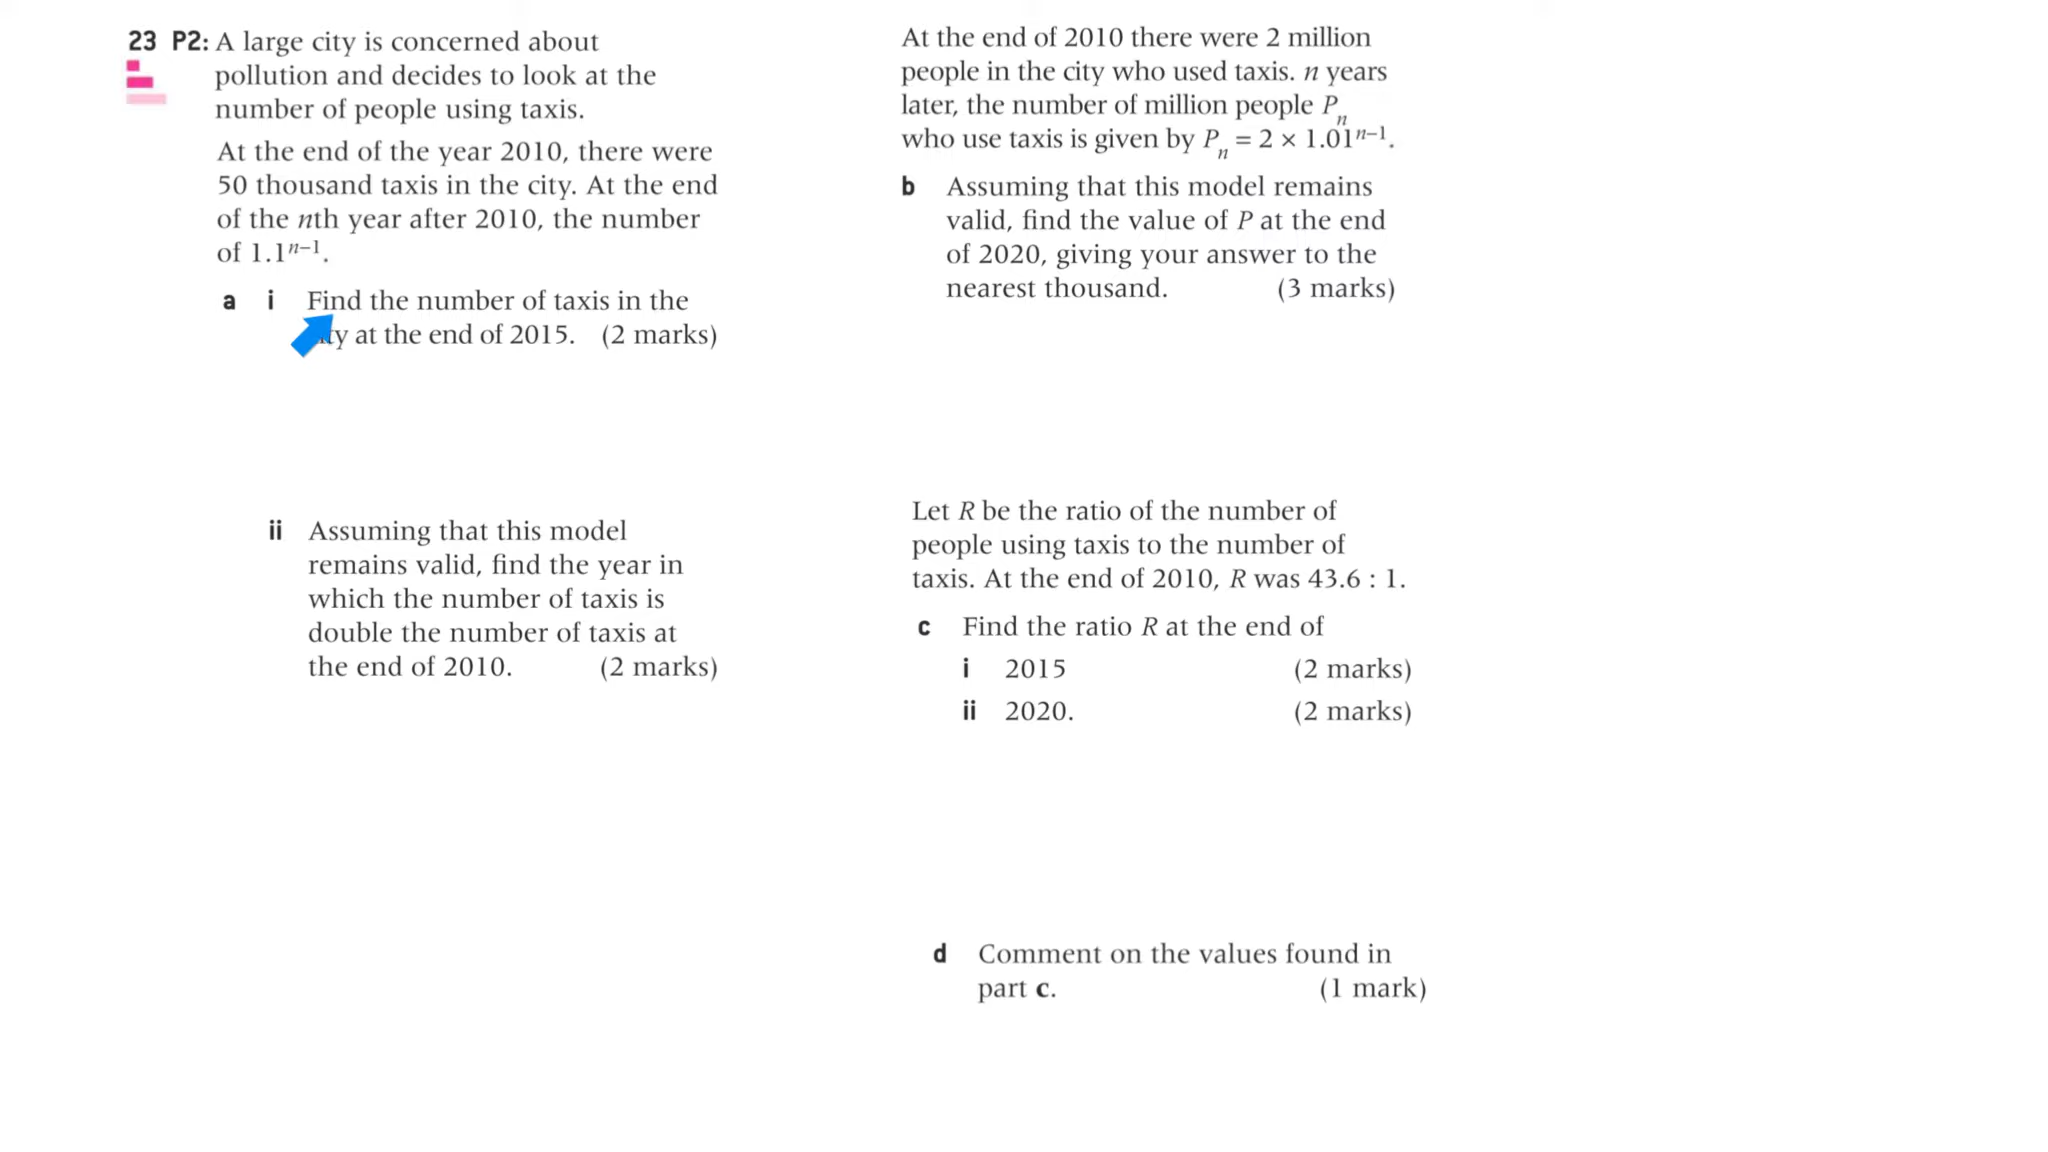 23 P2: A large city is concerned about
pollution and decides to look at the
number of people using taxis.
At the end of the year 2010, there were
50 thousand taxis in the city. At the end
of the nth year after 2010, the number
of 1.1ⁿ⁻¹.
a i Find the number of taxis in the
ty at the end of 2015. (2 marks)
ii Assuming that this model
remains valid, find the year in
which the number of taxis is
double the number of taxis at
the end of 2010. (2 marks)
At the end of 2010 there were 2 million
people in the city who used taxis. n years
later, the number of million people Pₙ
who use taxis is given by Pₙ = 2 × 1.01ⁿ⁻¹.
b Assuming that this model remains
valid, find the value of P at the end
of 2020, giving your answer to the
nearest thousand. (3 marks)
Let R be the ratio of the number of
people using taxis to the number of
taxis. At the end of 2010, R was 43.6 : 1.
c Find the ratio R at the end of
i 2015 (2 marks)
ii 2020. (2 marks)
d Comment on the values found in
part c. (1 mark)